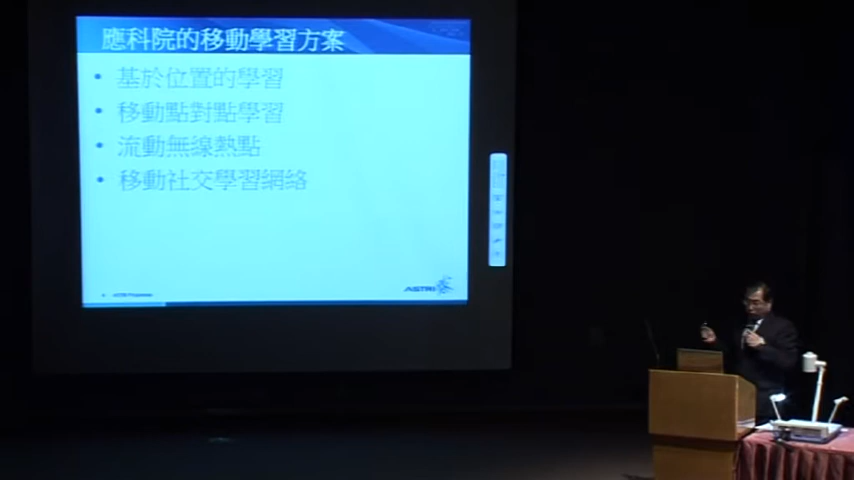 應科院的移動學習方案
• 基於位置的學習
• 移動點對點學習
• 流動無線熱點
• 移動社交學習網絡
ASTRI